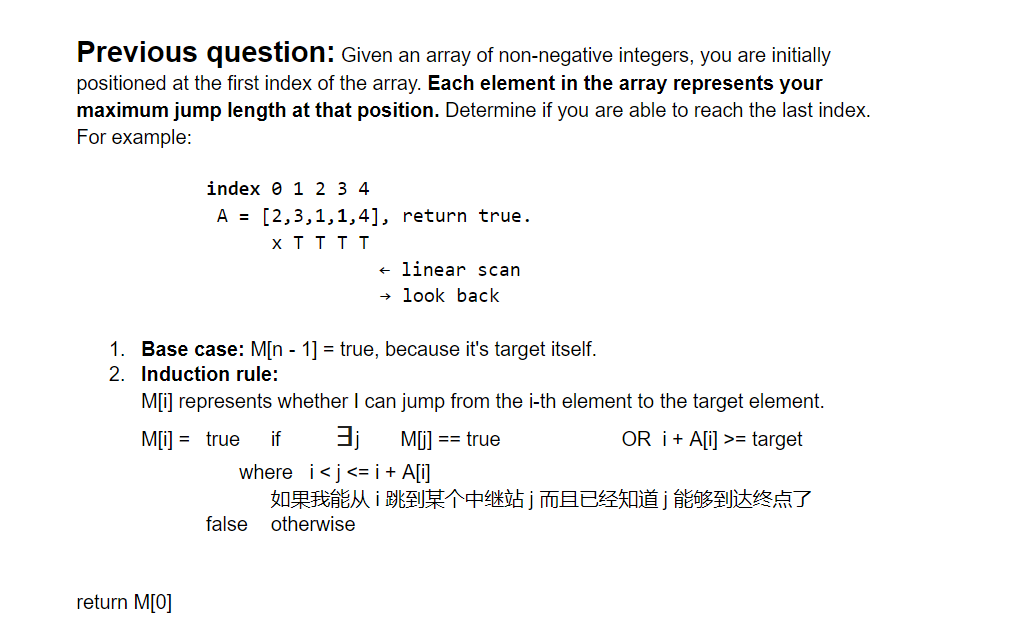 Previous question: Given an array of non-negative integers, you are initially
positioned at the first index of the array. Each element in the array represents your
maximum jump length at that position. Determine if you are able to reach the last index.
For example:
index 0 1 2 3 4
A = [2,3,1,1,4], return true.
x T T T T
← linear scan
→ look back
1. Base case: M[n - 1] = true, because it's target itself.
2. Induction rule:
M[i] represents whether I can jump from the i-th element to the target element.
M[i] = true if ∃j M[j] == true OR i + A[i] >= target
where i < j <= i + A[i]
如果我能从 i 跳到某个中继站 j 而且已经知道 j 能够到达终点了
false otherwise
return M[0]